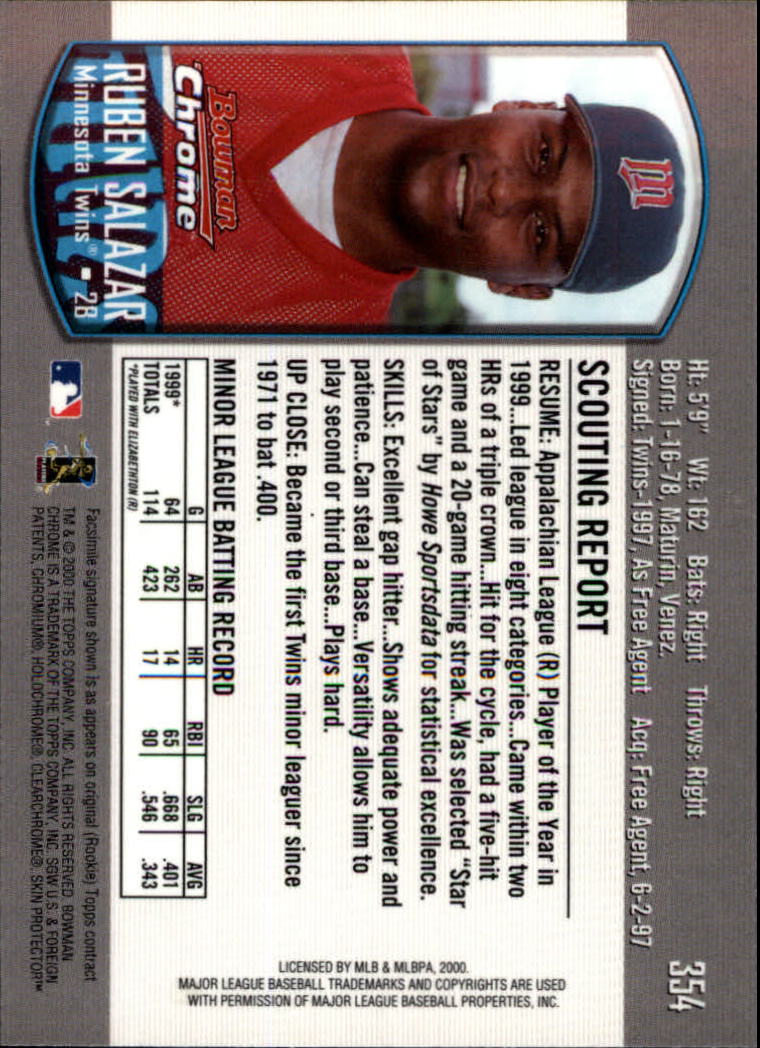 354
Ht: 5'9" Wt: 162 Bats: Right Throws: Right
Born: 1-16-78, Maturin, Venez.
Signed: Twins-1997, As Free Agent Acq: Free Agent, 6-2-97
M
Bowman
Chrome
RUBEN SALAZAR
Minnesota Twins® ■ 2B
SCOUTING REPORT
RESUME: Appalachian League (R) Player of the Year in
1999...Led league in eight categories...Came within two
HRs of a triple crown...Hit for the cycle, had a five-hit
game and a 20-game hitting streak...Was selected "Star
of Stars" by Howe Sportsdata for statistical excellence.
SKILLS: Excellent gap hitter...Shows adequate power and
patience...Can steal a base...Versatility allows him to
play second or third base...Plays hard.
UP CLOSE: Became the first Twins minor leaguer since
1971 to bat .400.
MINOR LEAGUE BATTING RECORD
G AB HR RBI SLG AVG
1999* 64 262 14 65 .668 .401
TOTALS 114 423 17 90 .546 .343
*PLAYED WITH ELIZABETHTON (R)
Facsimile signature shown is as appears on original (Rookie) Topps contract
TM & © 2000 THE TOPPS COMPANY, INC. ALL RIGHTS RESERVED. BOWMAN
CHROME IS A TRADEMARK OF THE TOPPS COMPANY, INC. SGW U.S. & FOREIGN
PATENTS, CHROMIUM®, HOLOCHROME®, CLEARCHROME®, SKIN PROTECTOR™
LICENSED BY MLB & MLBPA, 2000.
MAJOR LEAGUE BASEBALL TRADEMARKS AND COPYRIGHTS ARE USED
WITH PERMISSION OF MAJOR LEAGUE BASEBALL PROPERTIES, INC.